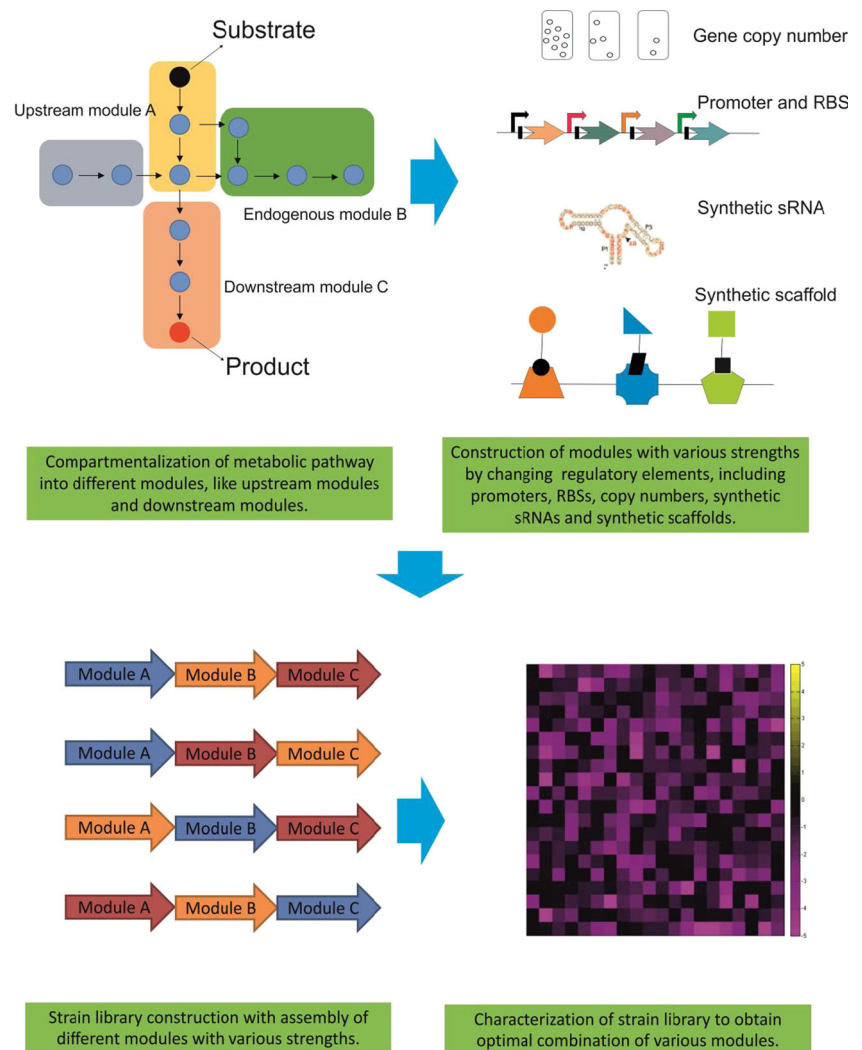 Substrate
Upstream module A
Endogenous module B
Downstream module C
Product
Gene copy number
Promoter and RBS
Synthetic sRNA
P3
P1
Synthetic scaffold
Compartmentalization of metabolic pathway
into different modules, like upstream modules
and downstream modules.
Construction of modules with various strengths
by changing regulatory elements, including
promoters, RBSs, copy numbers, synthetic
sRNAs and synthetic scaffolds.
Module A Module B Module C
Module A Module B Module C
Module A Module B Module C
Module A Module B Module C
5
4
3
2
1
0
-1
-2
-3
-4
-5
Strain library construction with assembly of
different modules with various strengths.
Characterization of strain library to obtain
optimal combination of various modules.